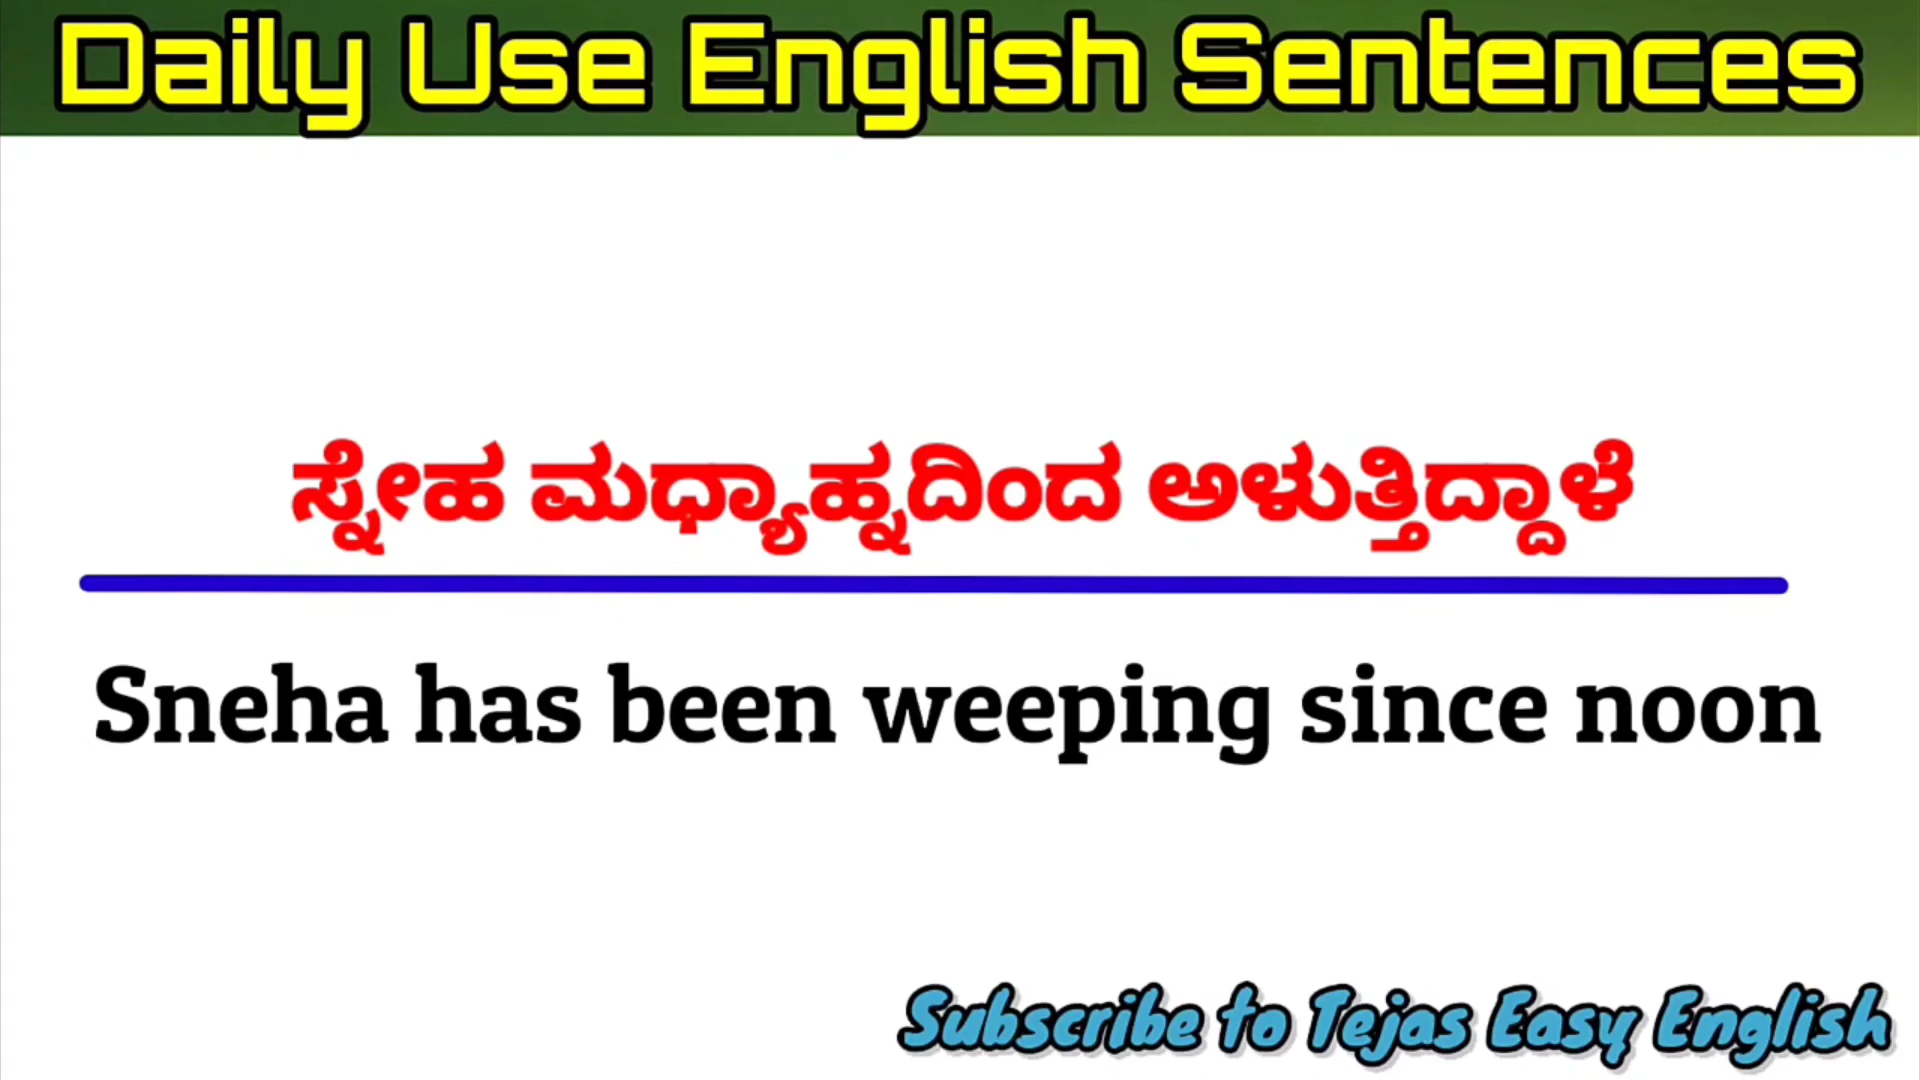 Daily Use English Sentences
ಸ್ನೇಹ ಮಧ್ಯಾಹ್ನದಿಂದ ಅಳುತ್ತಿದ್ದಾಳೆ
Sneha has been weeping since noon
Subscribe to Tejas Easy English